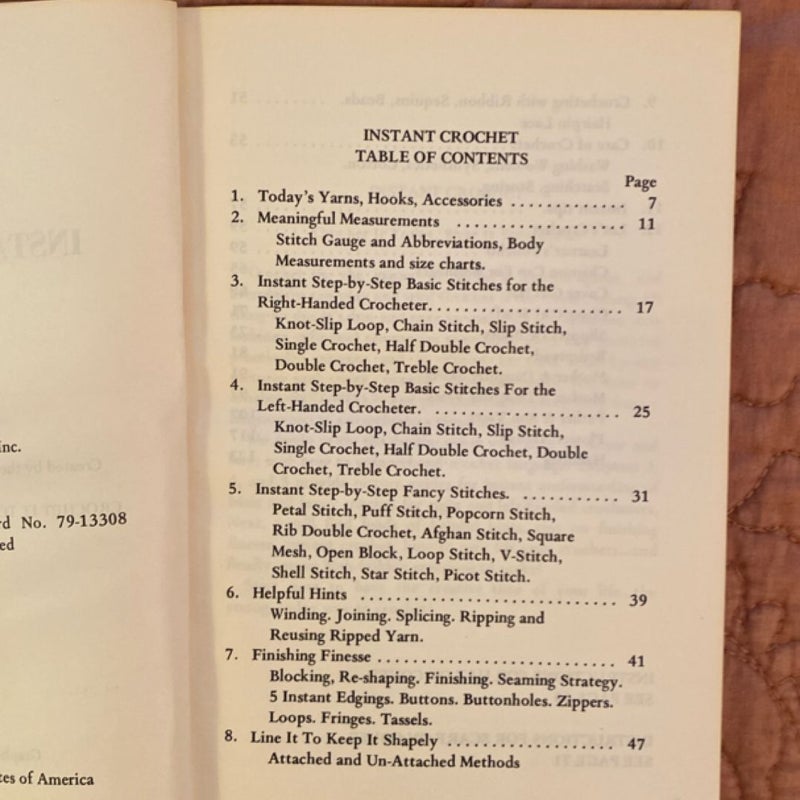 Inc.
rd No. 79-13308
ed
tes of America
INSTANT CROCHET
TABLE OF CONTENTS
Page
1. Today's Yarns, Hooks, Accessories ............. 7
2. Meaningful Measurements .................. 11
Stitch Gauge and Abbreviations, Body
Measurements and size charts.
3. Instant Step-by-Step Basic Stitches for the
Right-Handed Crocheter....................... 17
Knot-Slip Loop, Chain Stitch, Slip Stitch,
Single Crochet, Half Double Crochet,
Double Crochet, Treble Crochet.
4. Instant Step-by-Step Basic Stitches For the
Left-Handed Crocheter. .................... 25
Knot-Slip Loop, Chain Stitch, Slip Stitch,
Single Crochet, Half Double Crochet, Double
Crochet, Treble Crochet.
5. Instant Step-by-Step Fancy Stitches. ........... 31
Petal Stitch, Puff Stitch, Popcorn Stitch,
Rib Double Crochet, Afghan Stitch, Square
Mesh, Open Block, Loop Stitch, V-Stitch,
Shell Stitch, Star Stitch, Picot Stitch.
6. Helpful Hints ............................ 39
Winding. Joining. Splicing. Ripping and
Reusing Ripped Yarn.
7. Finishing Finesse .......................... 41
Blocking, Re-shaping. Finishing. Seaming Strategy.
5 Instant Edgings. Buttons. Buttonholes. Zippers.
Loops. Fringes. Tassels.
8. Line It To Keep It Shapely .................. 47
Attached and Un-Attached Methods